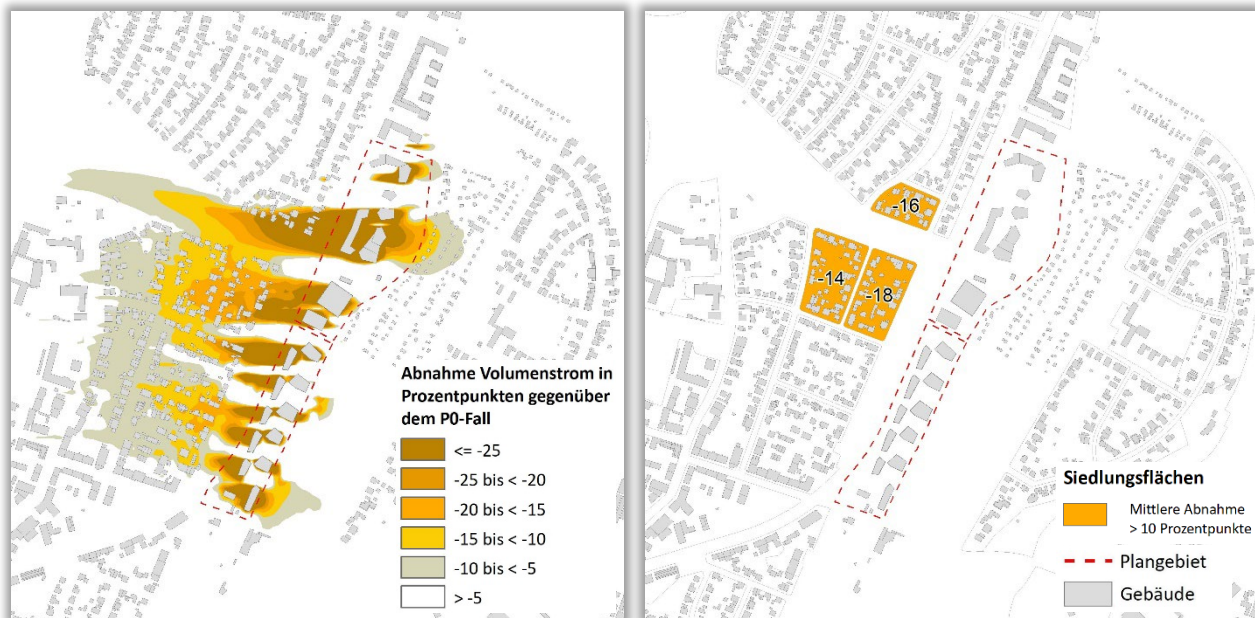 Abnahme Volumenstrom in
Prozentpunkten gegenüber
dem P0-Fall
<= -25
-25 bis < -20
-20 bis < -15
-15 bis < -10
-10 bis < -5
> -5
-16
-14
-18
Siedlungsflächen
Mittlere Abnahme
> 10 Prozentpunkte
Plangebiet
Gebäude